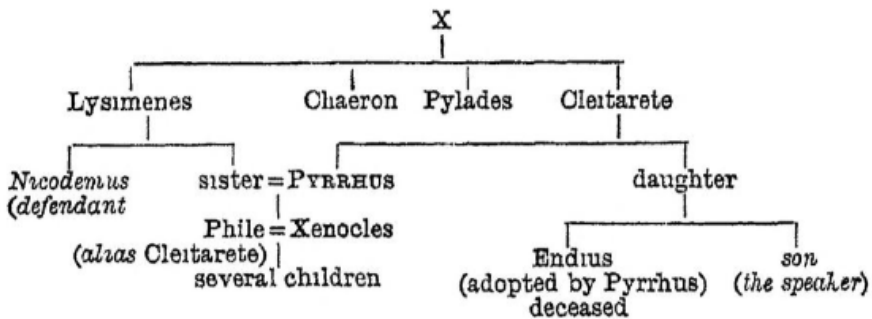 X
Lysimenes Chaeron Pylades Cleitarete
Nicodemus sister = PYRRHUS daughter
(defendant
Phile = Xenocles
(alias Cleitarete) Endius son
several children (adopted by Pyrrhus) (the speaker)
deceased